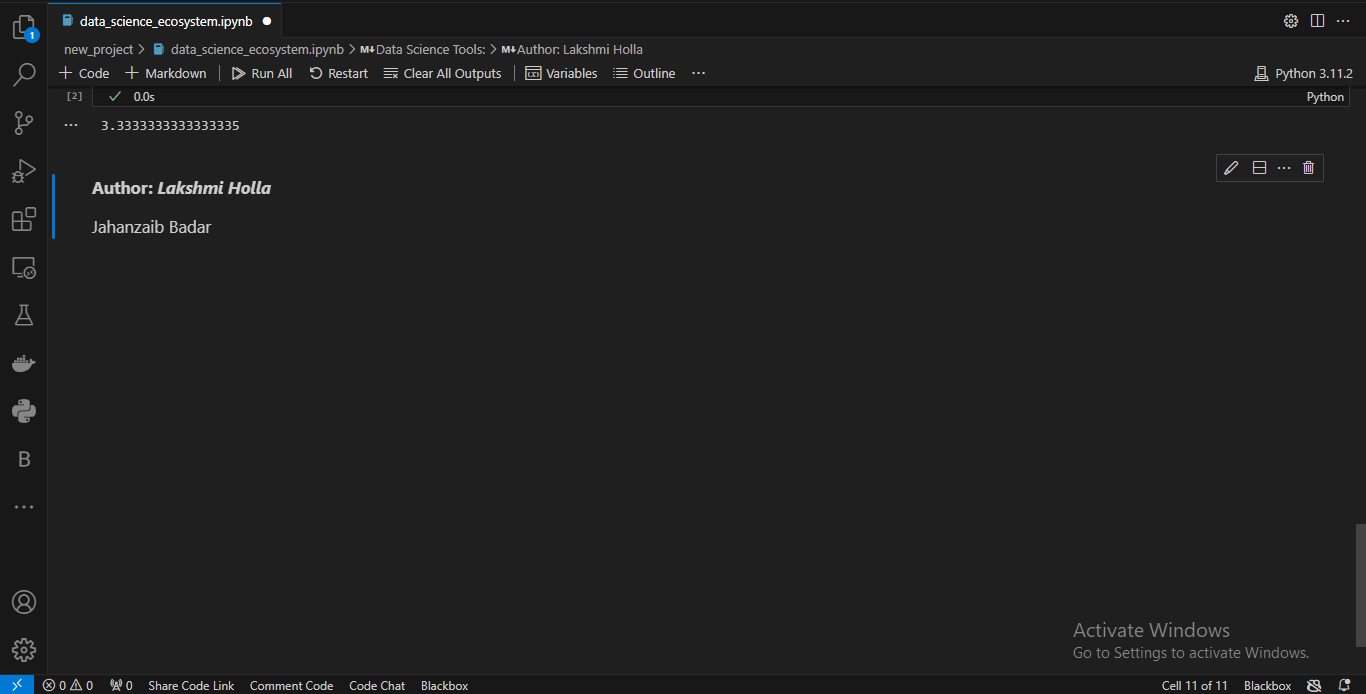 data_science_ecosystem.ipynb
1
new_project > data_science_ecosystem.ipynb > M↓Data Science Tools: > M↓Author: Lakshmi Holla
+ Code + Markdown Run All Restart Clear All Outputs Variables Outline ... Python 3.11.2
[2] ✓ 0.0s Python
... 3.3333333333333335
Author: Lakshmi Holla
Jahanzaib Badar
B
Activate Windows
Go to Settings to activate Windows.
0 0 0 Share Code Link Comment Code Code Chat Blackbox Cell 11 of 11 Blackbox